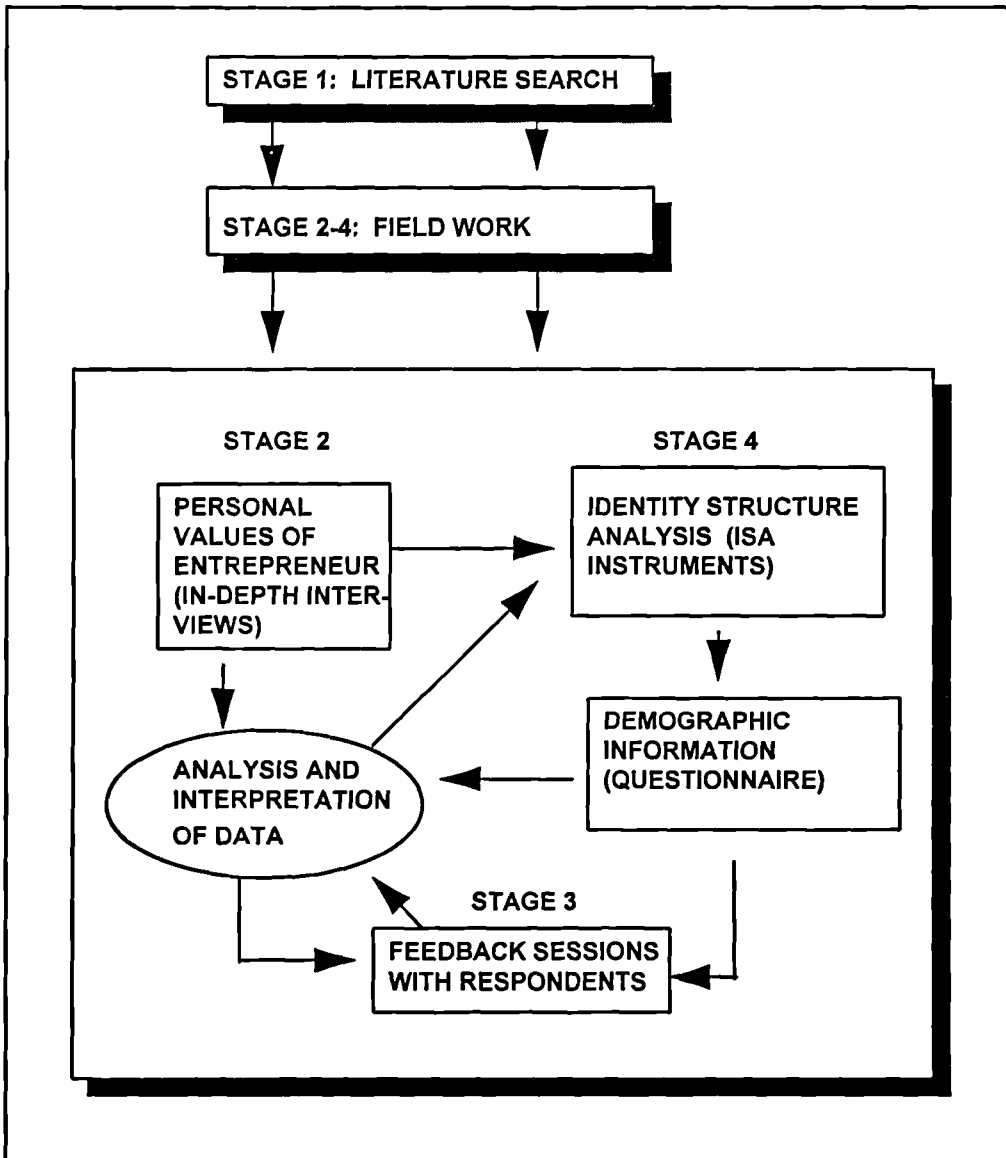 STAGE 1: LITERATURE SEARCH
STAGE 2-4: FIELD WORK
STAGE 2
PERSONAL
VALUES OF
ENTREPRENEUR
(IN-DEPTH INTER-
VIEWS)
STAGE 4
IDENTITY STRUCTURE
ANALYSIS (ISA
INSTRUMENTS)
ANALYSIS AND
INTERPRETATION
OF DATA
DEMOGRAPHIC
INFORMATION
(QUESTIONNAIRE)
STAGE 3
FEEDBACK SESSIONS
WITH RESPONDENTS